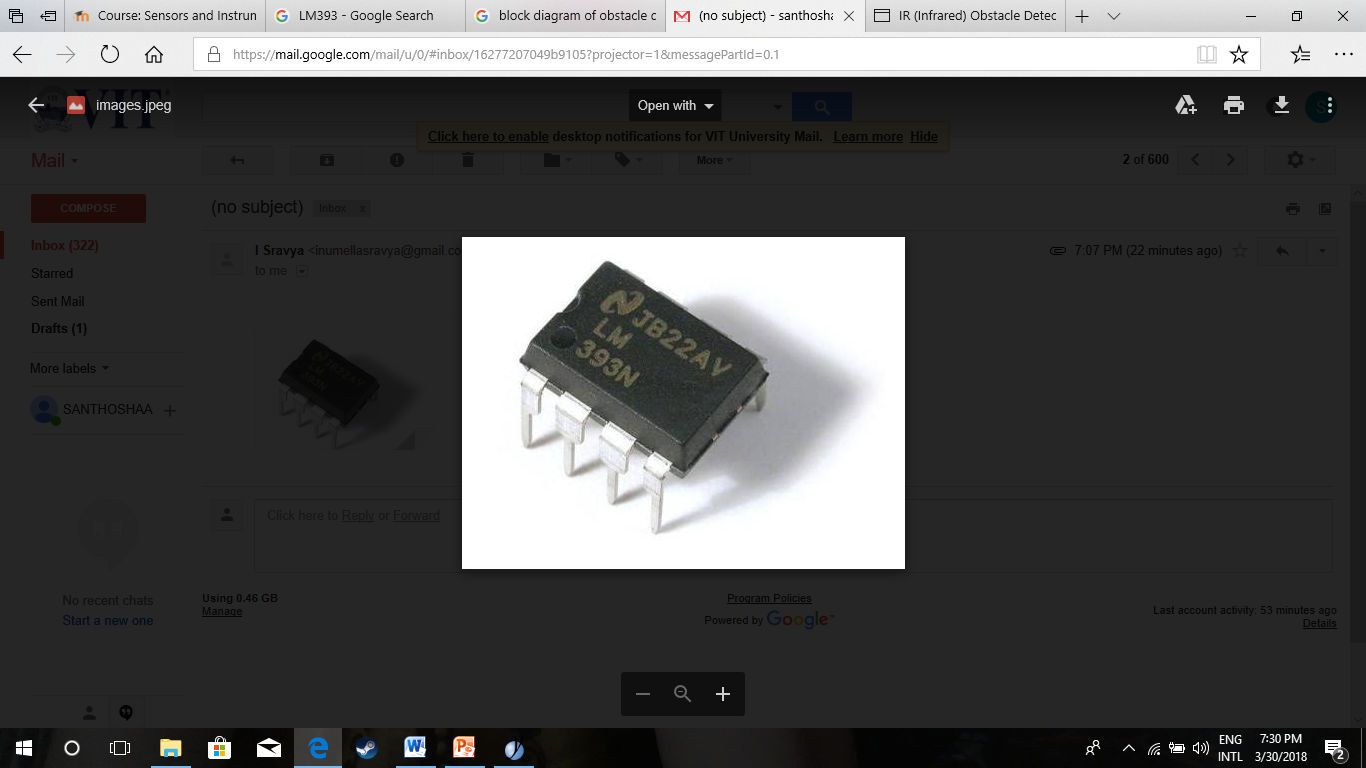 Course: Sensors and Instrun
LM393 - Google Search
block diagram of obstacle c
(no subject) - santhosha
IR (Infrared) Obstacle Detec
https://mail.google.com/mail/u/0/#inbox/16277207049b9105?projector=1&messagePartId=0.1
images.jpeg
Open with
VIT
Click here to enable desktop notifications for VIT University Mail. Learn more Hide
Mail
More
2 of 600
COMPOSE
(no subject)
Inbox x
Inbox (322)
I Sravya <inumellasravya@gmail.co
7:07 PM (22 minutes ago)
to me
Starred
Sent Mail
Drafts (1)
More labels
SANTHOSHAA
JB22AV
LM
393N
Click here to Reply or Forward
No recent chats
Start a new one
Using 0.46 GB
Manage
Program Policies
Powered by Google™
Last account activity: 53 minutes ago
Details
ENG
INTL
7:30 PM
3/30/2018
2